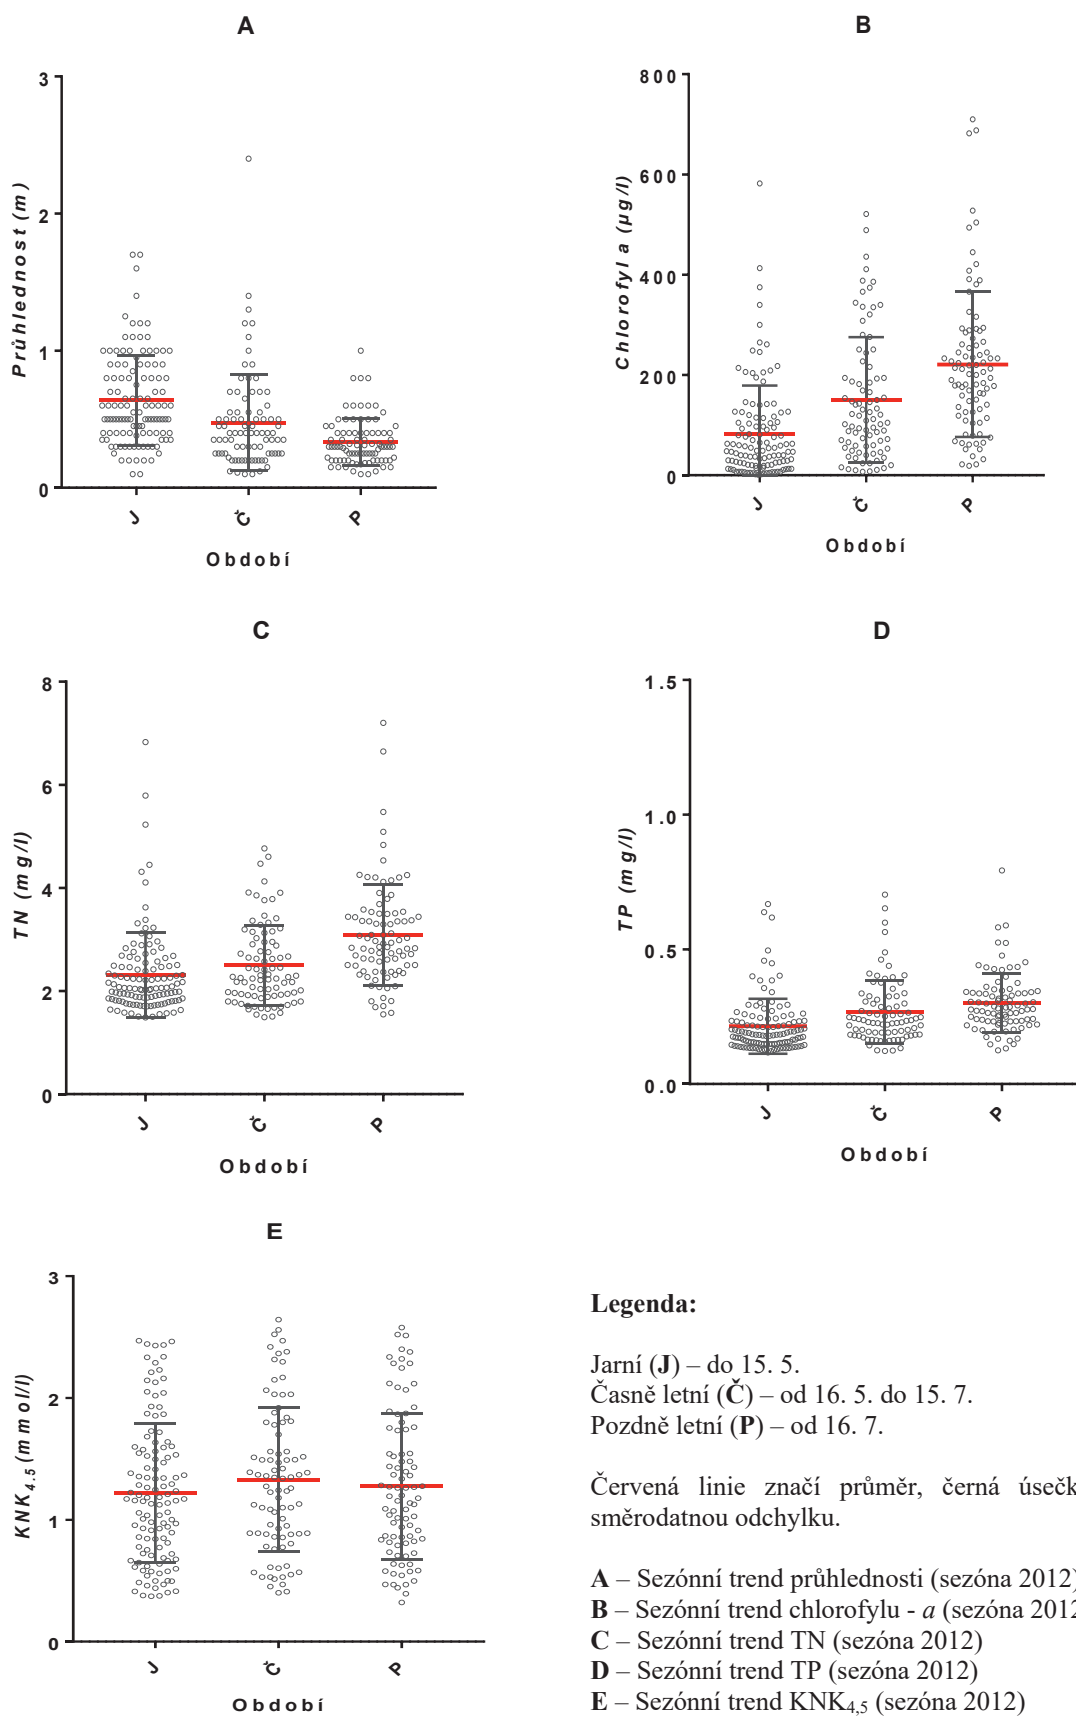 A
B
3
2
1
0
Průhlednost (m)
J
Č
P
Období
800
600
400
200
0
Chlorofyl a (µg/l)
J
Č
P
Období
C
D
8
6
4
2
0
TN (mg/l)
J
Č
P
Období
1.5
1.0
0.5
0.0
TP (mg/l)
J
Č
P
Období
E
3
2
1
0
KNK4.5 (mmol/l)
J
Č
P
Období
Legenda:
Jarní (J) – do 15. 5.
Časně letní (Č) – od 16. 5. do 15. 7.
Pozdně letní (P) – od 16. 7.
Červená linie značí průměr, černá úsečk
směrodatnou odchylku.
A – Sezónní trend průhlednosti (sezóna 2012)
B – Sezónní trend chlorofylu - a (sezóna 2012
C – Sezónní trend TN (sezóna 2012)
D – Sezónní trend TP (sezóna 2012)
E – Sezónní trend KNK4,5 (sezóna 2012)